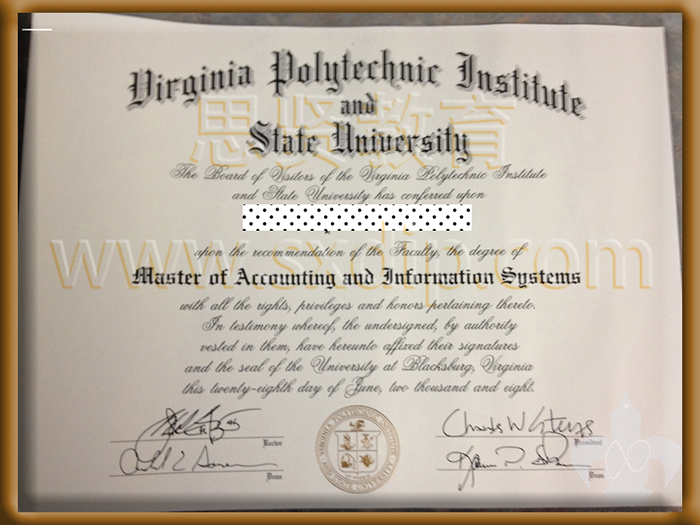 Virginia Polytechnic Institute
and
State University
思贤教育
The Board of Visitors of the Virginia Polytechnic Institute
and State University has conferred upon
upon the recommendation of the Faculty, the degree of
Master of Accounting and Information Systems
with all the rights, privileges and honors pertaining thereto.
In testimony whereof, the undersigned, by authority
vested in them, have hereunto affixed their signatures
and the seal of the University at Blacksburg, Virginia
this twenty-eighth day of June, two thousand and eight.
Rector
President
Dean
Dean